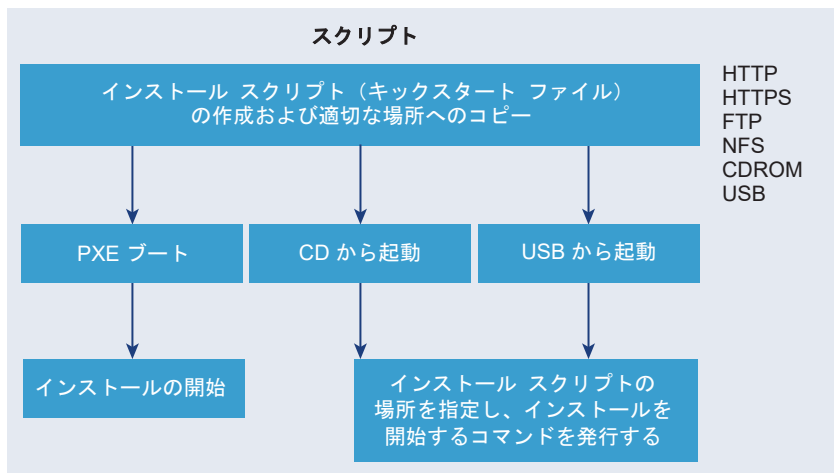 スクリプト
インストール スクリプト（キックスタート ファイル）
の作成および適切な場所へのコピー
HTTP
HTTPS
FTP
NFS
CDROM
USB
PXE ブート
CD から起動
USB から起動
インストールの開始
インストール スクリプトの
場所を指定し、インストールを
開始するコマンドを発行する